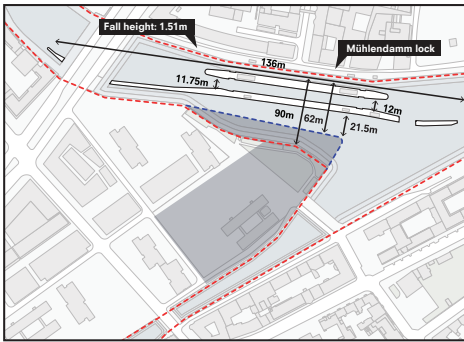 Fall height: 1.51m
Mühlendamm lock
136m
11.75m
12m
90m
62m
21.5m